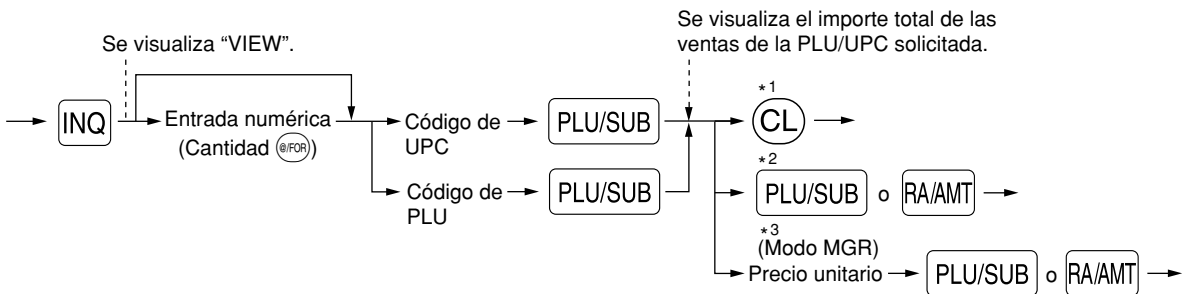 Se visualiza “VIEW”.
Se visualiza el importe total de las
ventas de la PLU/UPC solicitada.
INQ
Entrada numérica
(Cantidad @/FOR)
Código de
UPC
PLU/SUB
Código de
PLU
PLU/SUB
*1
CL
*2
PLU/SUB o RA/AMT
*3
(Modo MGR)
Precio unitario PLU/SUB o RA/AMT